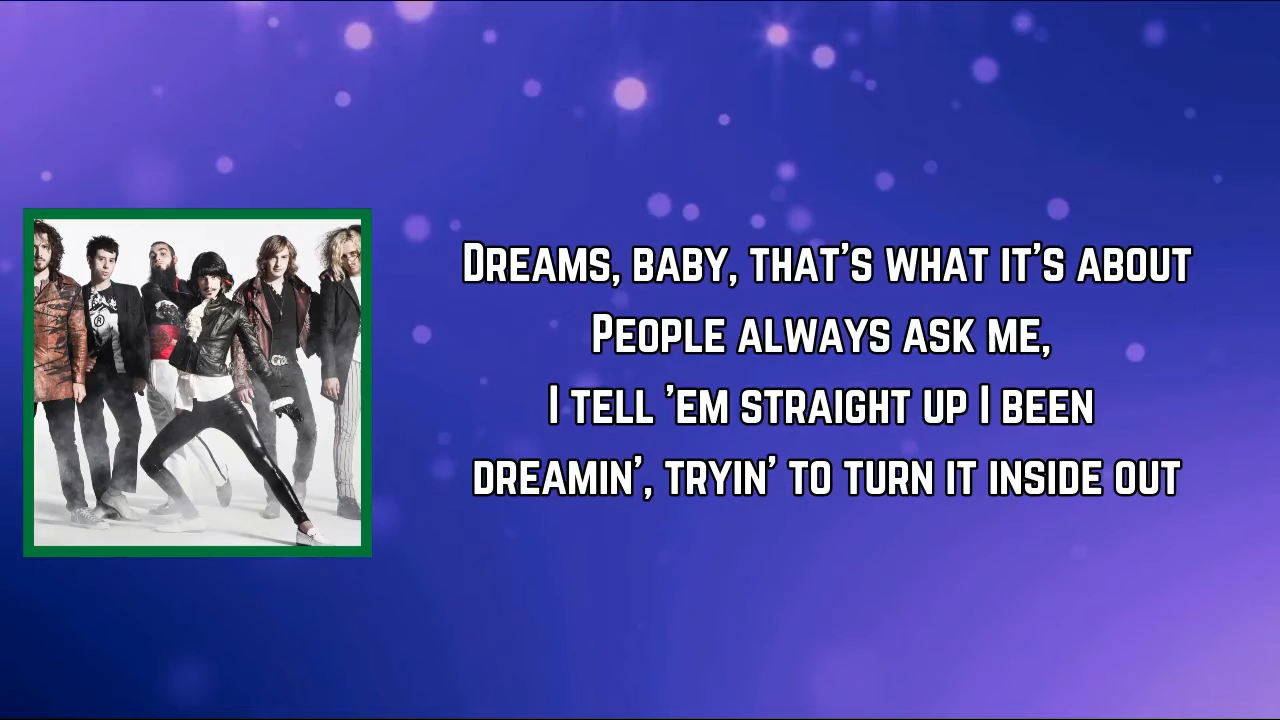 Dreams, baby, that's what it's about
People always ask me,
I tell 'em straight up I been
dreamin', tryin' to turn it inside out